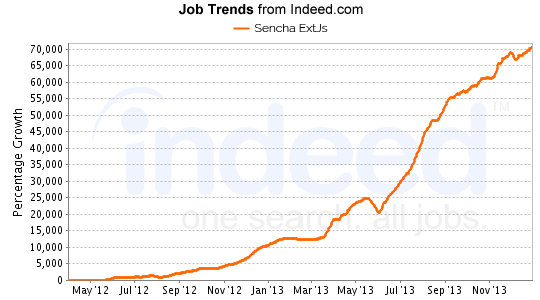 Job Trends from Indeed.com
Sencha ExtJs
Percentage Growth
70,000
65,000
60,000
55,000
50,000
45,000
40,000
35,000
30,000
25,000
20,000
15,000
10,000
5,000
0
indeed™
one search. all jobs.
May '12 Jul '12 Sep '12 Nov '12 Jan '13 Mar '13 May '13 Jul '13 Sep '13 Nov '13